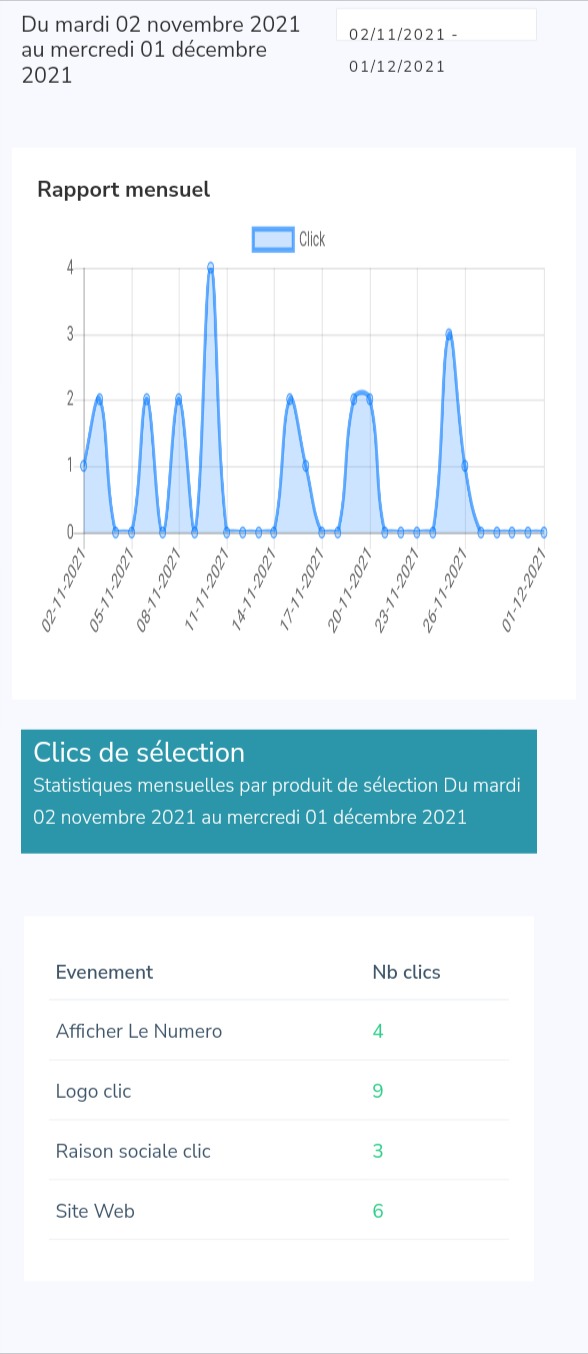 Du mardi 02 novembre 2021
au mercredi 01 décembre
2021
02/11/2021 -
01/12/2021
Rapport mensuel
Click
4
3
2
1
0
02-11-2021
05-11-2021
08-11-2021
11-11-2021
14-11-2021
17-11-2021
20-11-2021
23-11-2021
26-11-2021
01-12-2021
Clics de sélection
Statistiques mensuelles par produit de sélection Du mardi
02 novembre 2021 au mercredi 01 décembre 2021
Evenement Nb clics
Afficher Le Numero 4
Logo clic 9
Raison sociale clic 3
Site Web 6